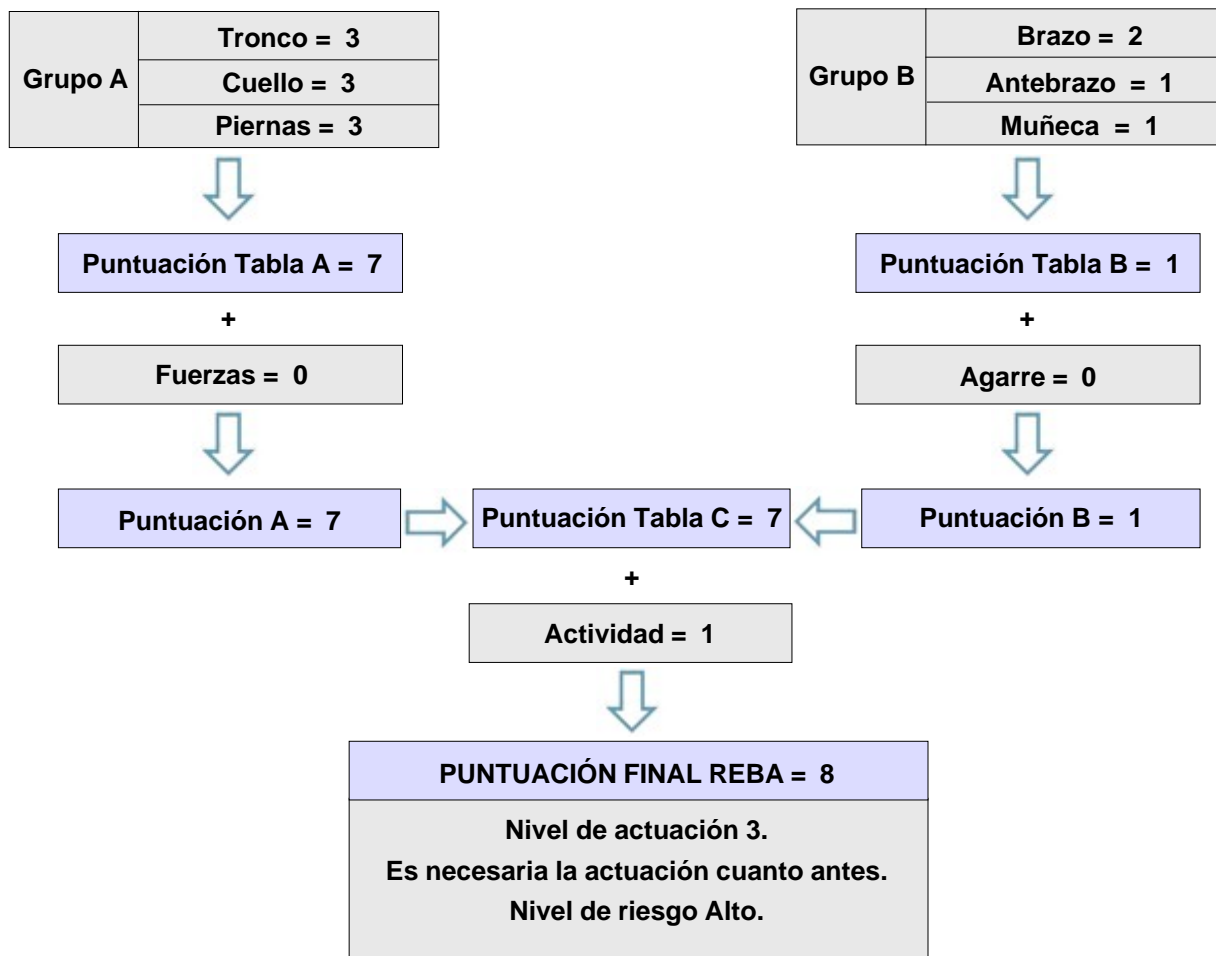 Grupo A
Tronco = 3
Cuello = 3
Piernas = 3
Grupo B
Brazo = 2
Antebrazo = 1
Muñeca = 1
Puntuación Tabla A = 7
Puntuación Tabla B = 1
+
+
Fuerzas = 0
Agarre = 0
Puntuación A = 7
Puntuación Tabla C = 7
Puntuación B = 1
+
Actividad = 1
PUNTUACIÓN FINAL REBA = 8
Nivel de actuación 3.
Es necesaria la actuación cuanto antes.
Nivel de riesgo Alto.